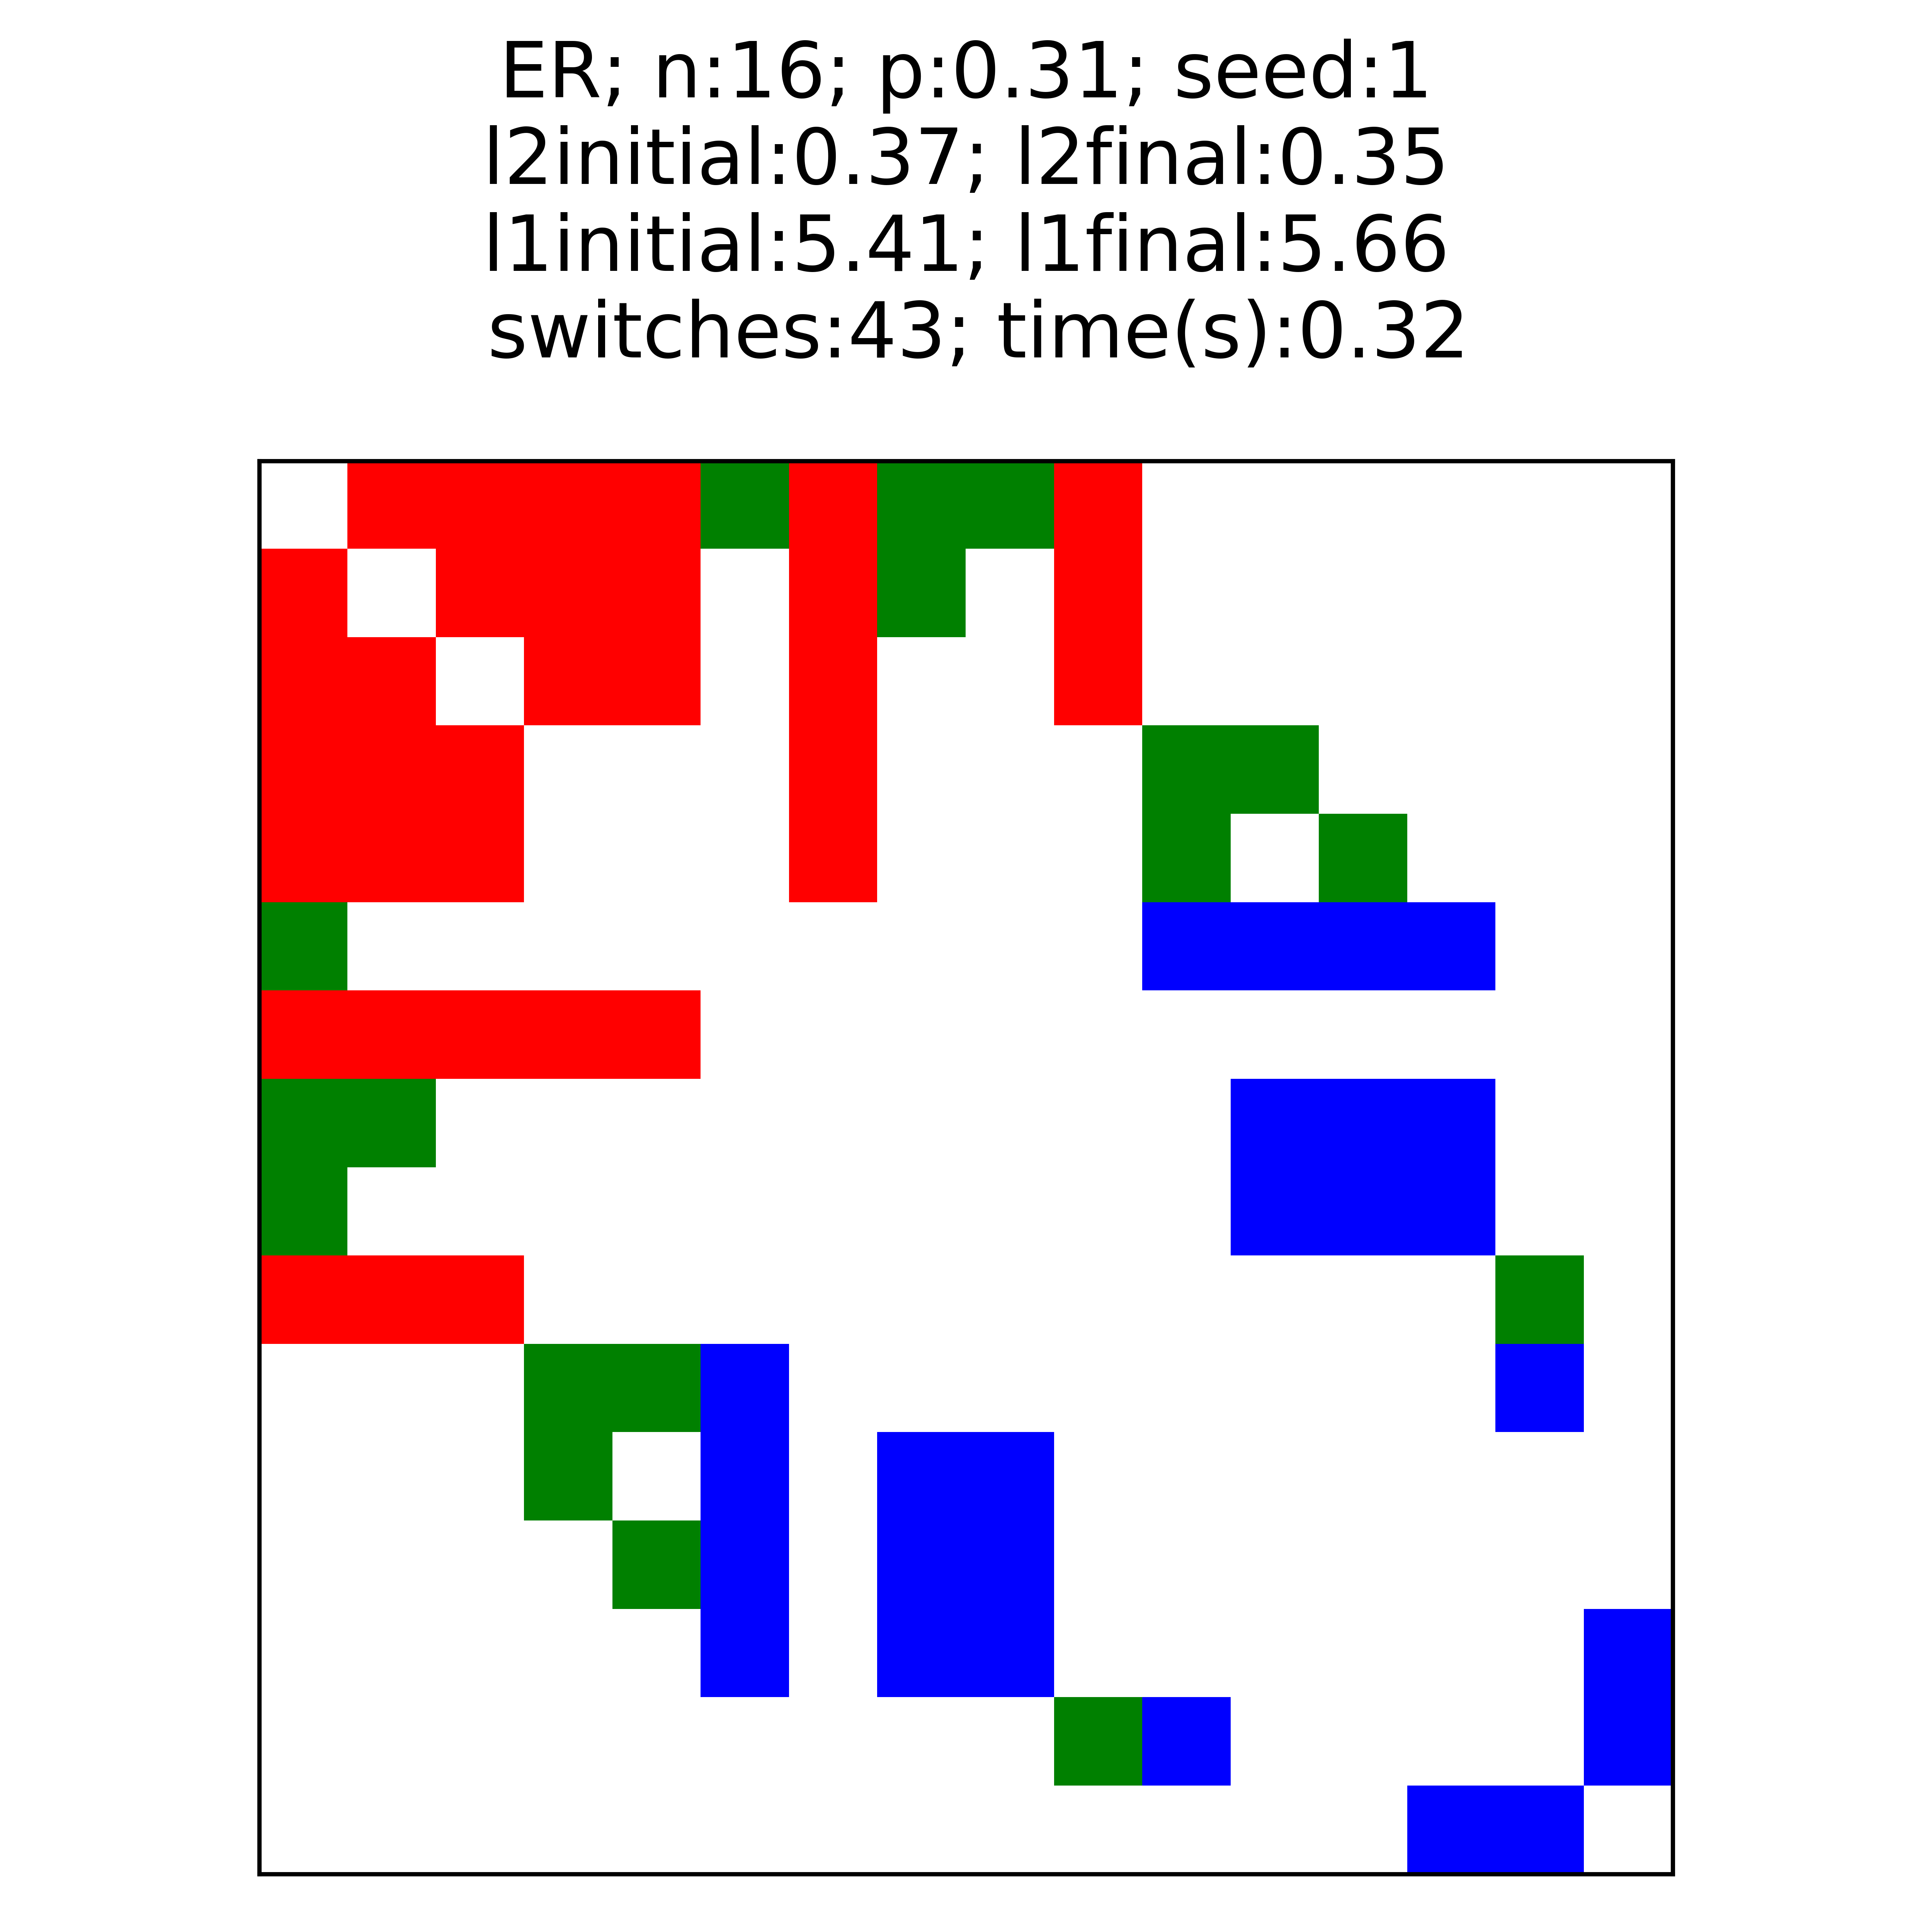 ER; n:16; p:0.31; seed:1
l2initial:0.37; l2final:0.35
l1initial:5.41; l1final:5.66
switches:43; time(s):0.32